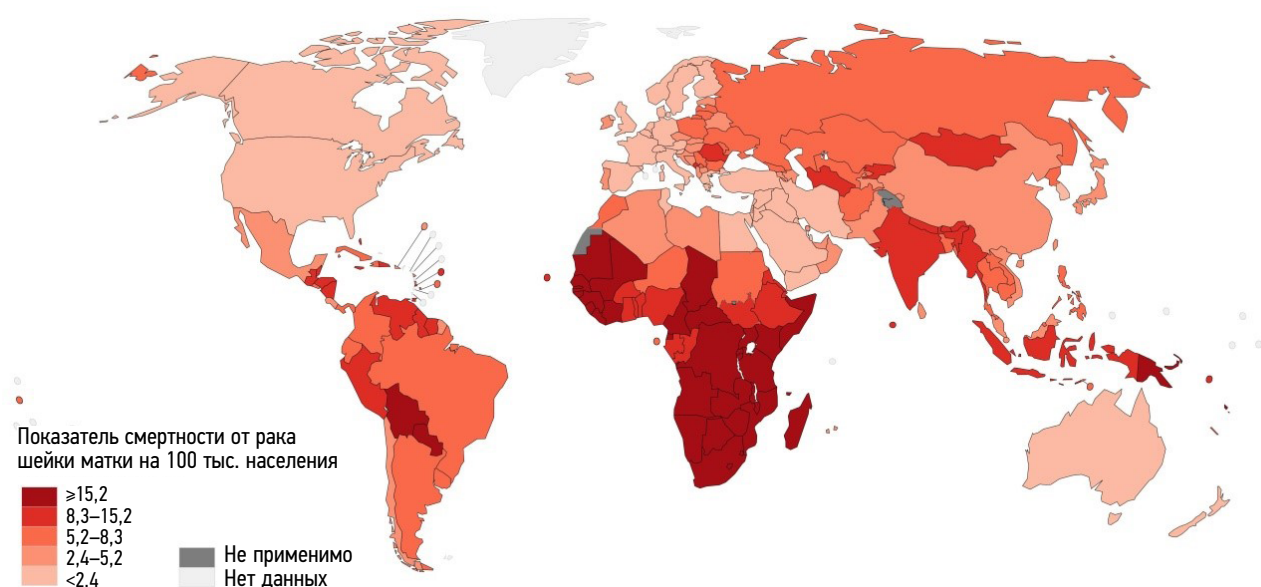 Показатель смертности от рака
шейки матки на 100 тыс. населения
≥15,2
8,3–15,2
5,2–8,3
2,4–5,2
<2,4
Не применимо
Нет данных